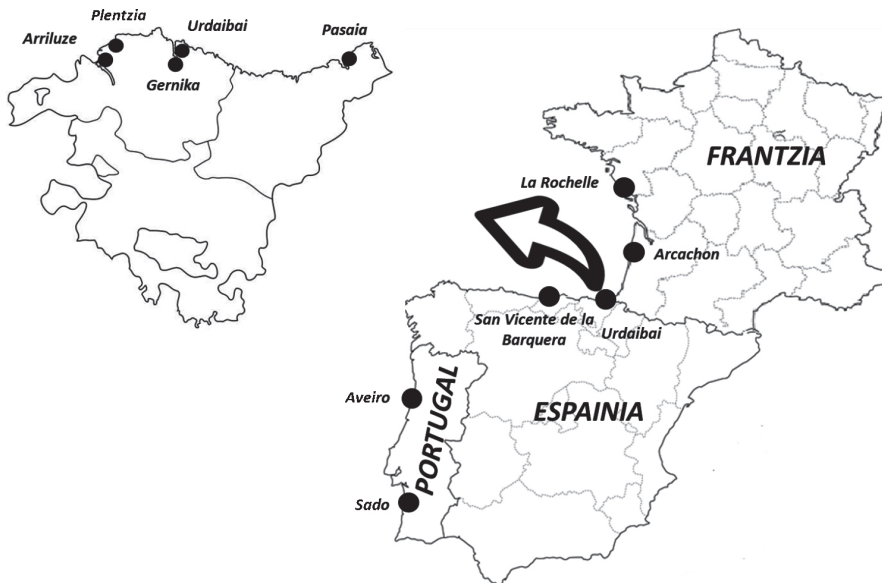 Plentzia
Urdaibai
Arriluze
Pasaia
Gernika
FRANTZIA
La Rochelle
Arcachon
San Vicente de la
Barquera
Urdaibai
Aveiro
PORTUGAL
ESPAINIA
Sado